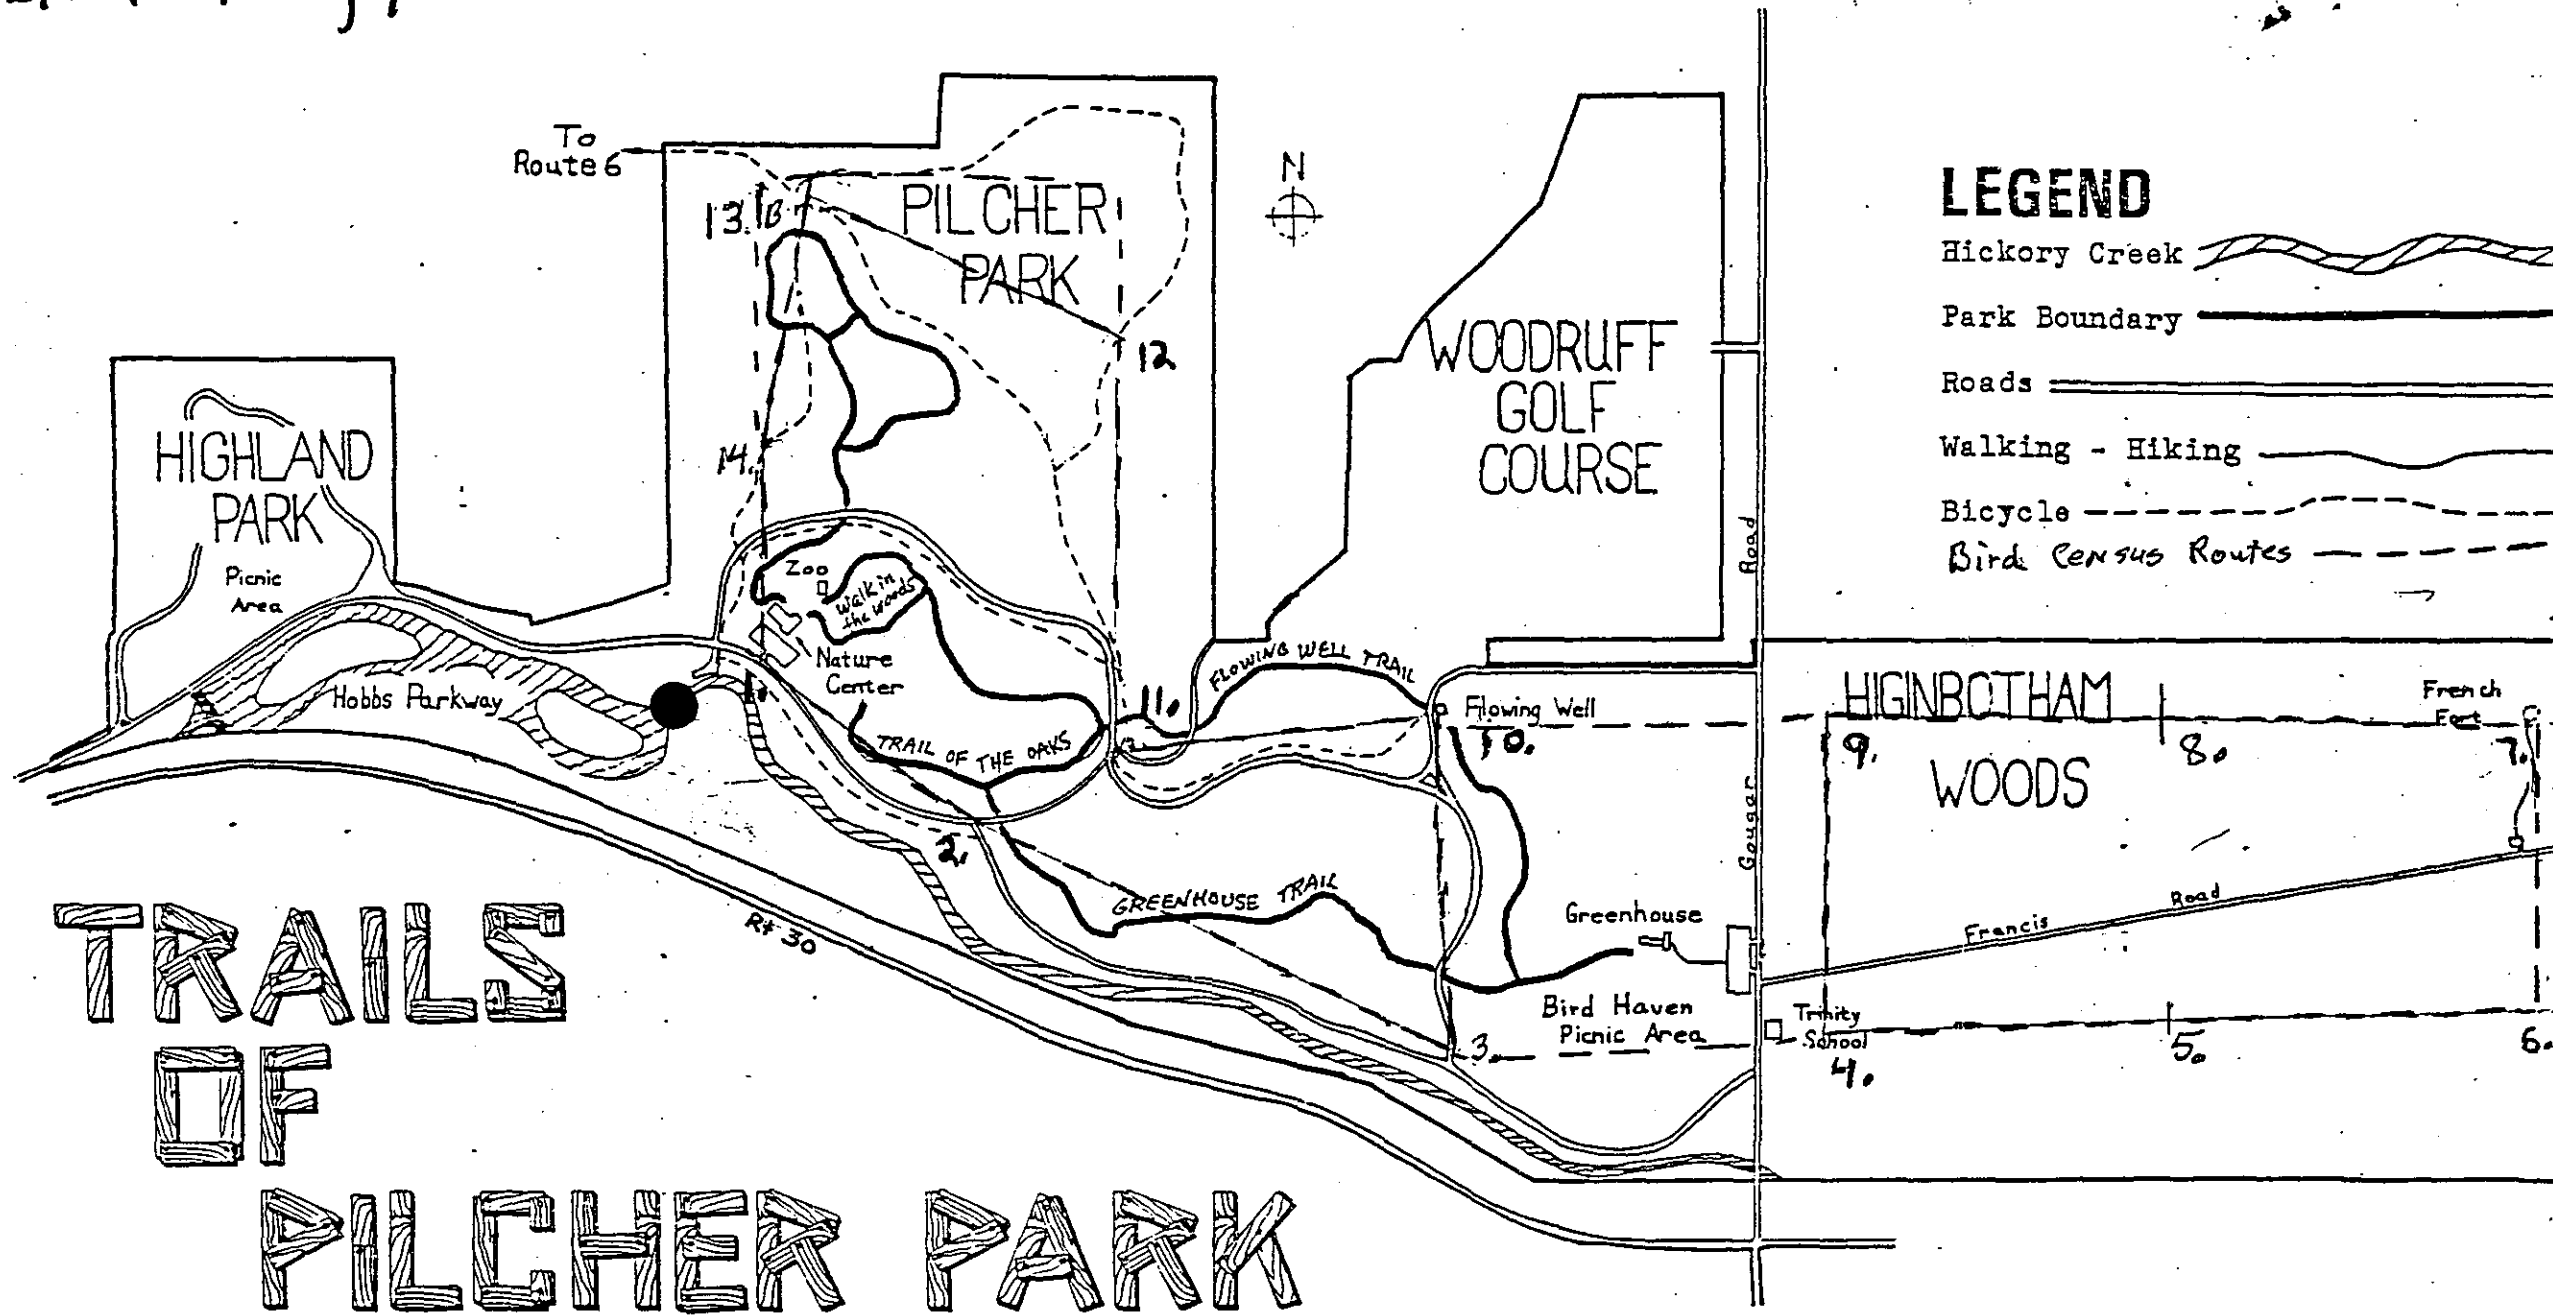 To
Route 6
N
PILCHER
PARK
13.
B
12
WOODRUFF
GOLF
COURSE
LEGEND
Hickory Creek
Park Boundary
Roads
Walking - Hiking
Bicycle
Bird Census Routes
HIGHLAND
PARK
Picnic
Area
14.
Zoo
Walk in
the woods
Nature
Center
Hobbs Parkway
1
TRAIL OF THE OAKS
11.
FLOWING WELL TRAIL
Flowing Well
10.
Gougar Road
HIGINBOTHAM
WOODS
French
Fort
9.
8.
7.
2.
GREENHOUSE TRAIL
Greenhouse
Rt 30
Francis Road
Bird Haven
Picnic Area
Trinity
School
3.
4.
5.
6.
TRAILS
OF
PILCHER PARK